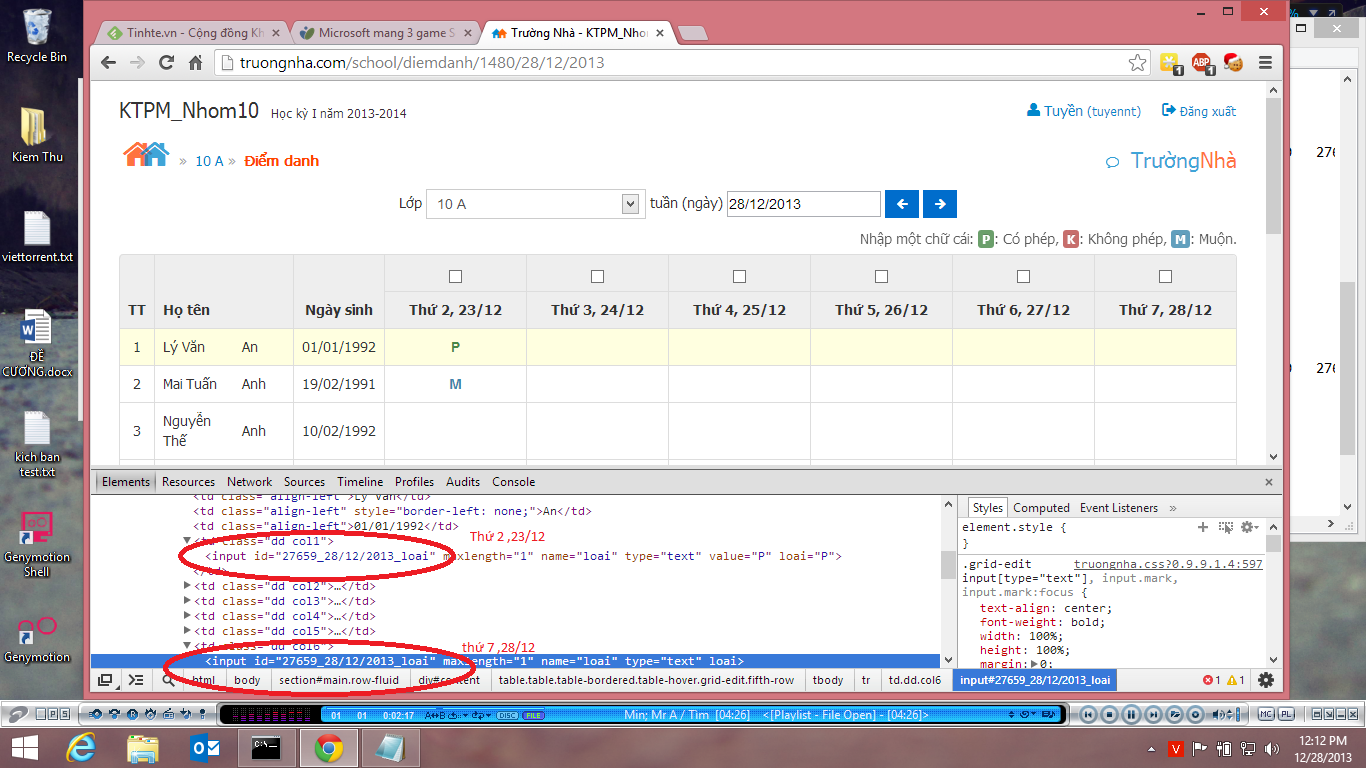 Recycle Bin
Kiem Thu
viettorrent.txt
ĐỀ
CƯƠNG.docx
kich ban
test.txt
Genymotion
Shell
Genymotion
Tinhte.vn - Cộng đồng Kh
Microsoft mang 3 game S
Trường Nhà - KTPM_Nhon
truongnha.com/school/diemdanh/1480/28/12/2013
1
ABP
1
KTPM_Nhom10 Học kỳ I năm 2013-2014
Tuyền (tuyennt) Đăng xuất
» 10 A » Điểm danh
TrườngNhà
Lớp 10 A tuần (ngày) 28/12/2013
Nhập một chữ cái: P: Có phép, K: Không phép, M: Muộn.
TT Họ tên Ngày sinh Thứ 2, 23/12 Thứ 3, 24/12 Thứ 4, 25/12 Thứ 5, 26/12 Thứ 6, 27/12 Thứ 7, 28/12
1 Lý Văn An 01/01/1992 P
2 Mai Tuấn Anh 19/02/1991 M
3 Nguyễn Thế Anh 10/02/1992
Elements Resources Network Sources Timeline Profiles Audits Console
<td class="align-left">Lý Văn</td>
<td class="align-left" style="border-left: none;">An</td>
<td class="align-left">01/01/1992</td>
<td class="dd col1">
Thứ 2 ,23/12
<input id="27659_28/12/2013_loai" maxlength="1" name="loai" type="text" value="P" loai="P">
</td>
<td class="dd col2">…</td>
<td class="dd col3">…</td>
<td class="dd col4">…</td>
<td class="dd col5">…</td>
<td class="dd col6">
thứ 7 ,28/12
<input id="27659_28/12/2013_loai" maxlength="1" name="loai" type="text" loai>
html body section#main.row-fluid div#content table.table.table-bordered.table-hover.grid-edit.fifth-row tbody tr td.dd.col6 input#27659_28/12/2013_loai
1 1
Styles Computed Event Listeners »
element.style {
}
.grid-edit truongnha.css?0.9.9.1.4:597
input[type="text"], input.mark,
input.mark:focus {
text-align: center;
font-weight: bold;
width: 100%;
height: 100%;
margin: 0;
276
276
P S
01 01 0:02:17 A↔B DISC FILE Min; Mr A / Tìm [04:26] <[Playlist - File Open] - [04:26]>
MC PL
V
12:12 PM
12/28/2013